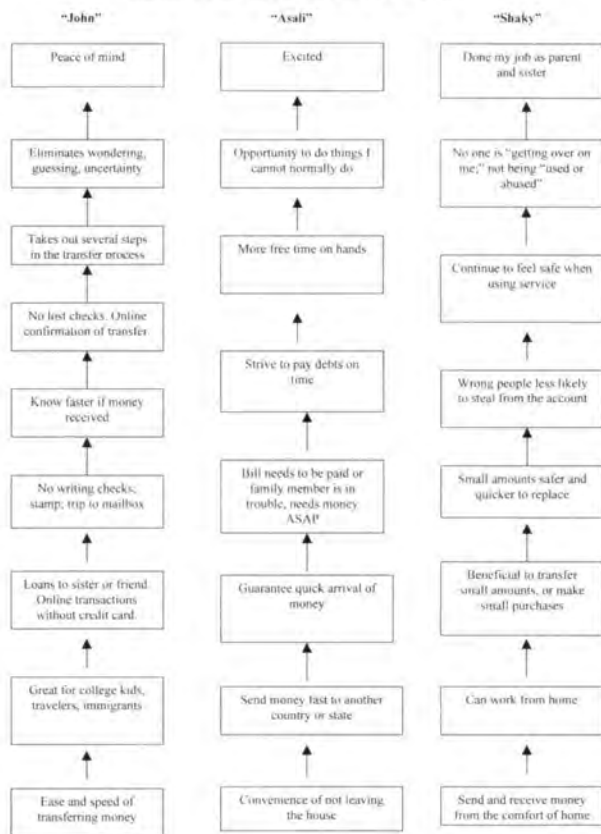 "John"
Peace of mind
Eliminates wondering,
guessing, uncertainty
Takes out several steps
in the transfer process
No lost checks. Online
confirmation of transfer
Know faster if money
received
No writing checks;
stamp; trip to mailbox
Loans to sister or friend.
Online transactions
without credit card.
Great for college kids,
travelers, immigrants
Ease and speed of
transferring money
"Asali"
Excited
Opportunity to do things I
cannot normally do
More free time on hands
Strive to pay debts on
time
Bill needs to be paid or
family member is in
trouble, needs money
ASAP
Guarantee quick arrival of
money
Send money fast to another
country or state
Convenience of not leaving
the house
"Shaky"
Done my job as parent
and sister
No one is "getting over on
me;" not being "used or
abused"
Continue to feel safe when
using service
Wrong people less likely
to steal from the account
Small amounts safer and
quicker to replace
Beneficial to transfer
small amounts, or make
small purchases
Can work from home
Send and receive money
from the comfort of home